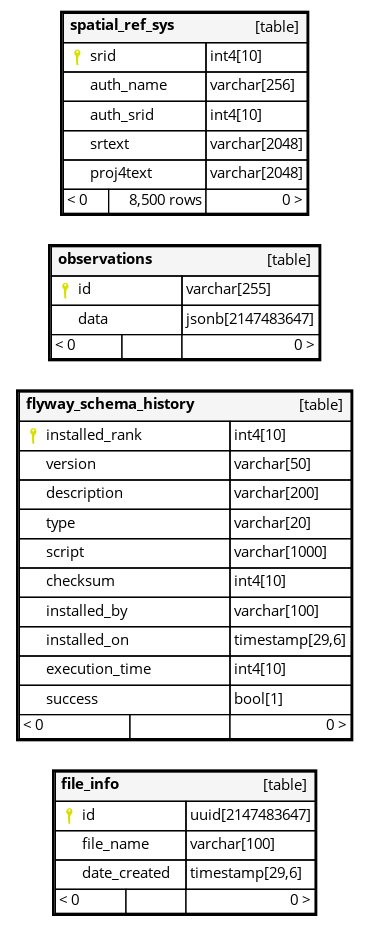 spatial_ref_sys [table]
srid int4[10]
auth_name varchar[256]
auth_srid int4[10]
srtext varchar[2048]
proj4text varchar[2048]
< 0 8,500 rows 0 >
observations [table]
id varchar[255]
data jsonb[2147483647]
< 0 0 >
flyway_schema_history [table]
installed_rank int4[10]
version varchar[50]
description varchar[200]
type varchar[20]
script varchar[1000]
checksum int4[10]
installed_by varchar[100]
installed_on timestamp[29,6]
execution_time int4[10]
success bool[1]
< 0 0 >
file_info [table]
id uuid[2147483647]
file_name varchar[100]
date_created timestamp[29,6]
< 0 0 >